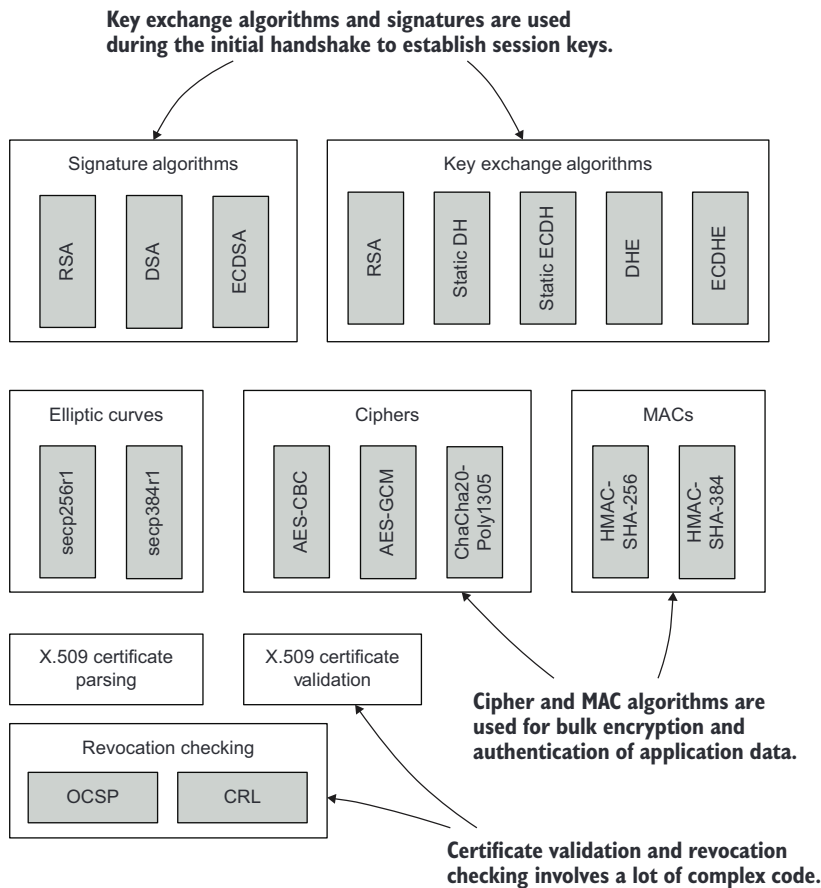 Key exchange algorithms and signatures are used
during the initial handshake to establish session keys.
Signature algorithms
RSA
DSA
ECDSA
Key exchange algorithms
RSA
Static DH
Static ECDH
DHE
ECDHE
Elliptic curves
secp256r1
secp384r1
Ciphers
AES-CBC
AES-GCM
ChaCha20-
Poly1305
MACs
HMAC-
SHA-256
HMAC-
SHA-384
X.509 certificate
parsing
X.509 certificate
validation
Cipher and MAC algorithms are
used for bulk encryption and
authentication of application data.
Revocation checking
OCSP
CRL
Certificate validation and revocation
checking involves a lot of complex code.